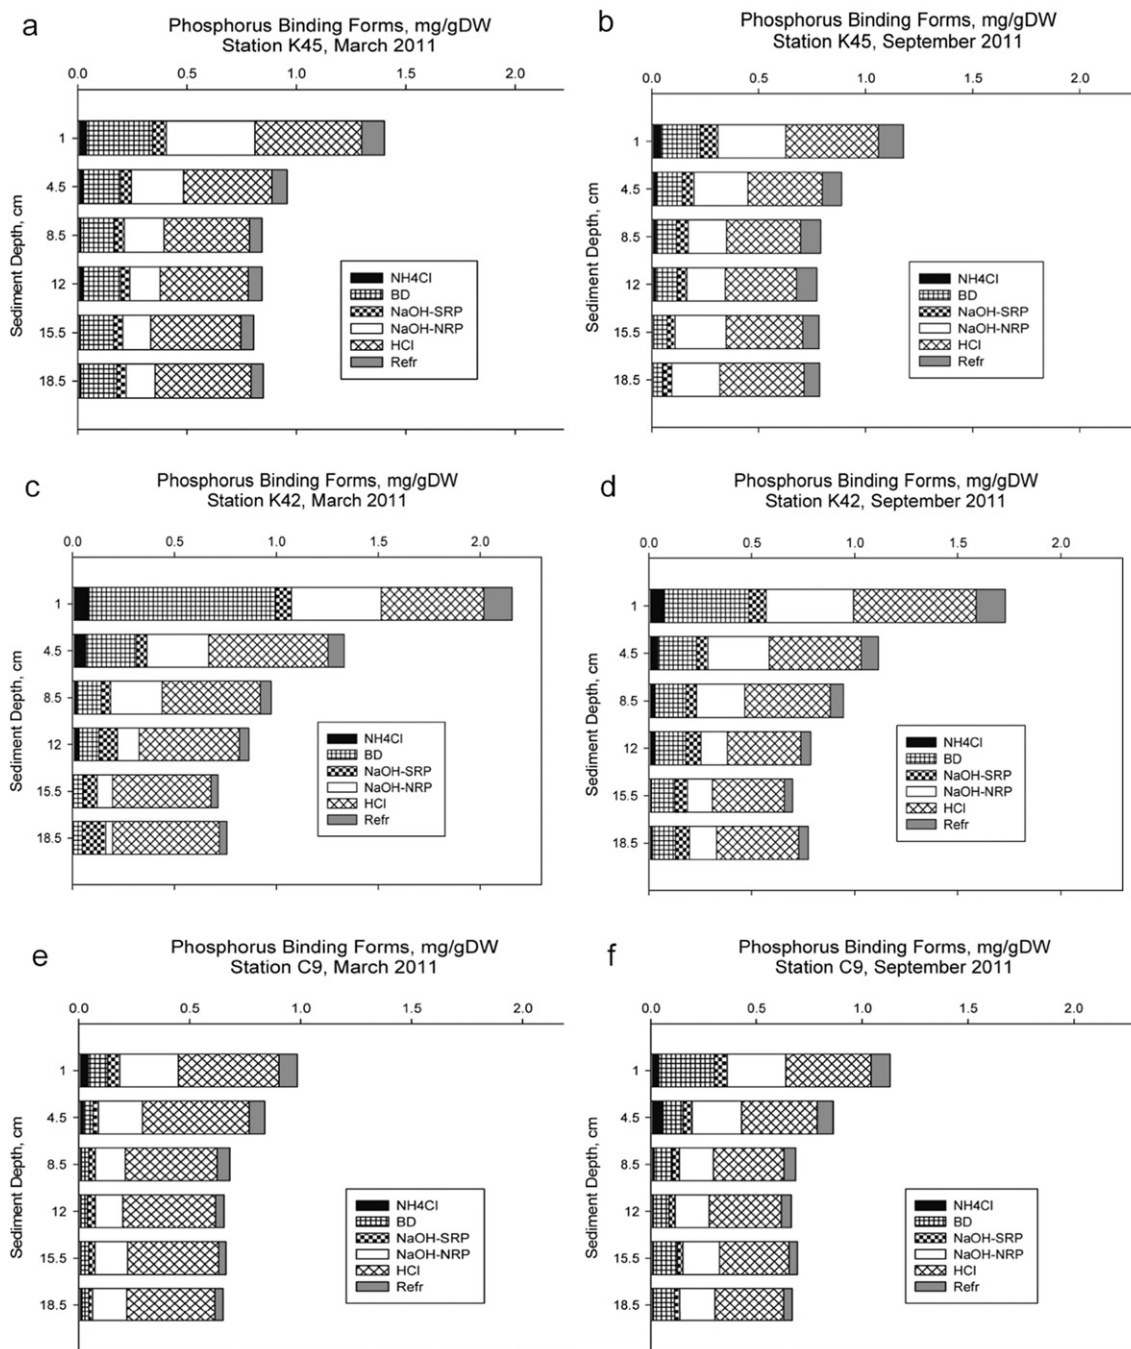 a
Phosphorus Binding Forms, mg/gDW
Station K45, March 2011
0.0 0.5 1.0 1.5 2.0
Sediment Depth, cm
1
4.5
8.5
12
15.5
18.5
NH4Cl
BD
NaOH-SRP
NaOH-NRP
HCl
Refr
b
Phosphorus Binding Forms, mg/gDW
Station K45, September 2011
0.0 0.5 1.0 1.5 2.0
Sediment Depth, cm
1
4.5
8.5
12
15.5
18.5
NH4Cl
BD
NaOH-SRP
NaOH-NRP
HCl
Refr
c
Phosphorus Binding Forms, mg/gDW
Station K42, March 2011
0.0 0.5 1.0 1.5 2.0
Sediment Depth, cm
1
4.5
8.5
12
15.5
18.5
NH4Cl
BD
NaOH-SRP
NaOH-NRP
HCl
Refr
d
Phosphorus Binding Forms, mg/gDW
Station K42, September 2011
0.0 0.5 1.0 1.5 2.0
Sediment Depth, cm
1
4.5
8.5
12
15.5
18.5
NH4Cl
BD
NaOH-SRP
NaOH-NRP
HCl
Refr
e
Phosphorus Binding Forms, mg/gDW
Station C9, March 2011
0.0 0.5 1.0 1.5 2.0
Sediment Depth, cm
1
4.5
8.5
12
15.5
18.5
NH4Cl
BD
NaOH-SRP
NaOH-NRP
HCl
Refr
f
Phosphorus Binding Forms, mg/gDW
Station C9, September 2011
0.0 0.5 1.0 1.5 2.0
Sediment Depth, cm
1
4.5
8.5
12
15.5
18.5
NH4Cl
BD
NaOH-SRP
NaOH-NRP
HCl
Refr